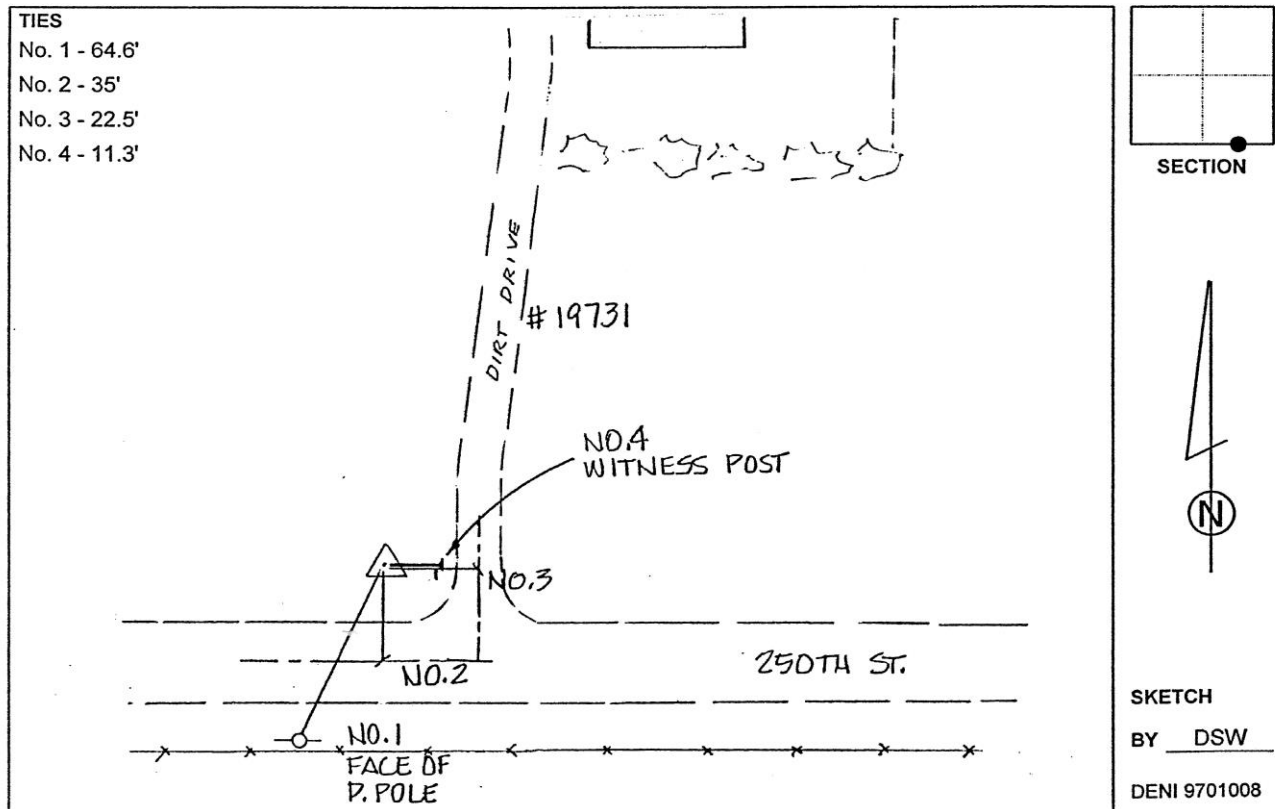 TIES
No. 1 - 64.6'
No. 2 - 35'
No. 3 - 22.5'
No. 4 - 11.3'
DIRT DRIVE
# 19731
NO.4
WITNESS POST
NO.3
NO.2
250TH ST.
NO.1
FACE OF
P. POLE
SECTION
N
SKETCH
BY DSW
DENI 9701008